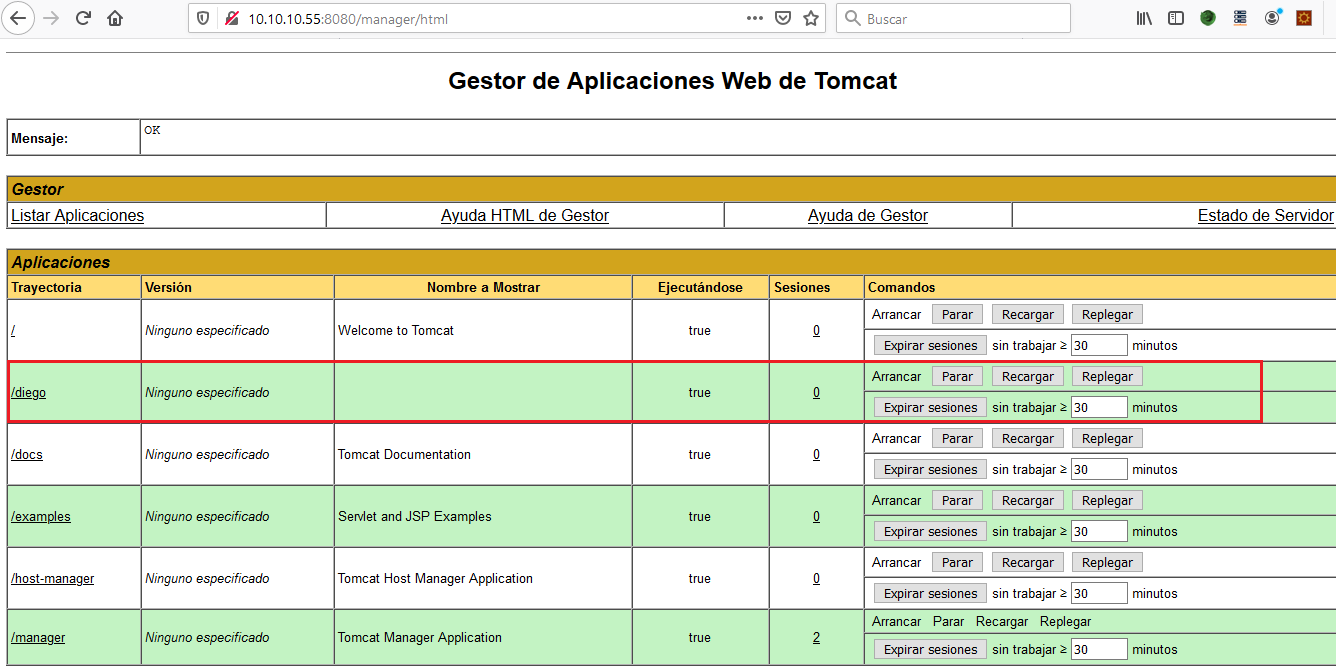 10.10.10.55:8080/manager/html
Buscar
Gestor de Aplicaciones Web de Tomcat
Mensaje: OK
Gestor
Listar Aplicaciones Ayuda HTML de Gestor Ayuda de Gestor Estado de Servidor
Aplicaciones
Trayectoria Versión Nombre a Mostrar Ejecutándose Sesiones Comandos
/ Ninguno especificado Welcome to Tomcat true 0 Arrancar Parar Recargar Replegar
Expirar sesiones sin trabajar ≥ 30 minutos
/diego Ninguno especificado true 0 Arrancar Parar Recargar Replegar
Expirar sesiones sin trabajar ≥ 30 minutos
/docs Ninguno especificado Tomcat Documentation true 0 Arrancar Parar Recargar Replegar
Expirar sesiones sin trabajar ≥ 30 minutos
/examples Ninguno especificado Servlet and JSP Examples true 0 Arrancar Parar Recargar Replegar
Expirar sesiones sin trabajar ≥ 30 minutos
/host-manager Ninguno especificado Tomcat Host Manager Application true 0 Arrancar Parar Recargar Replegar
Expirar sesiones sin trabajar ≥ 30 minutos
/manager Ninguno especificado Tomcat Manager Application true 2 Arrancar Parar Recargar Replegar
Expirar sesiones sin trabajar ≥ 30 minutos